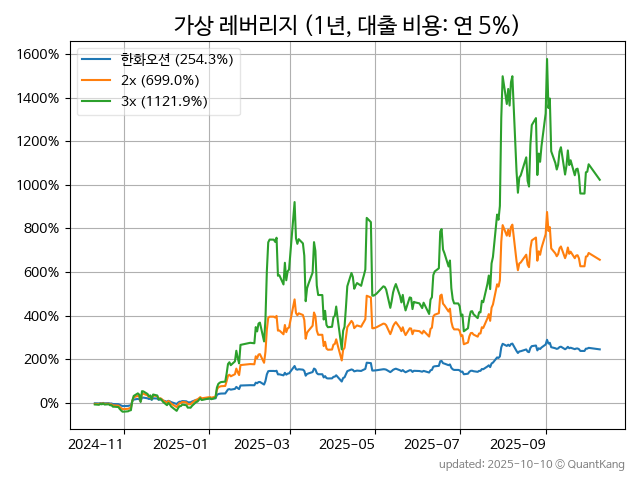 가상 레버리지 (1년, 대출 비용: 연 5%)
1600%
1400%
1200%
1000%
800%
600%
400%
200%
0%
한화오션 (254.3%)
2x (699.0%)
3x (1121.9%)
2024-11 2025-01 2025-03 2025-05 2025-07 2025-09
updated: 2025-10-10 © QuantKang